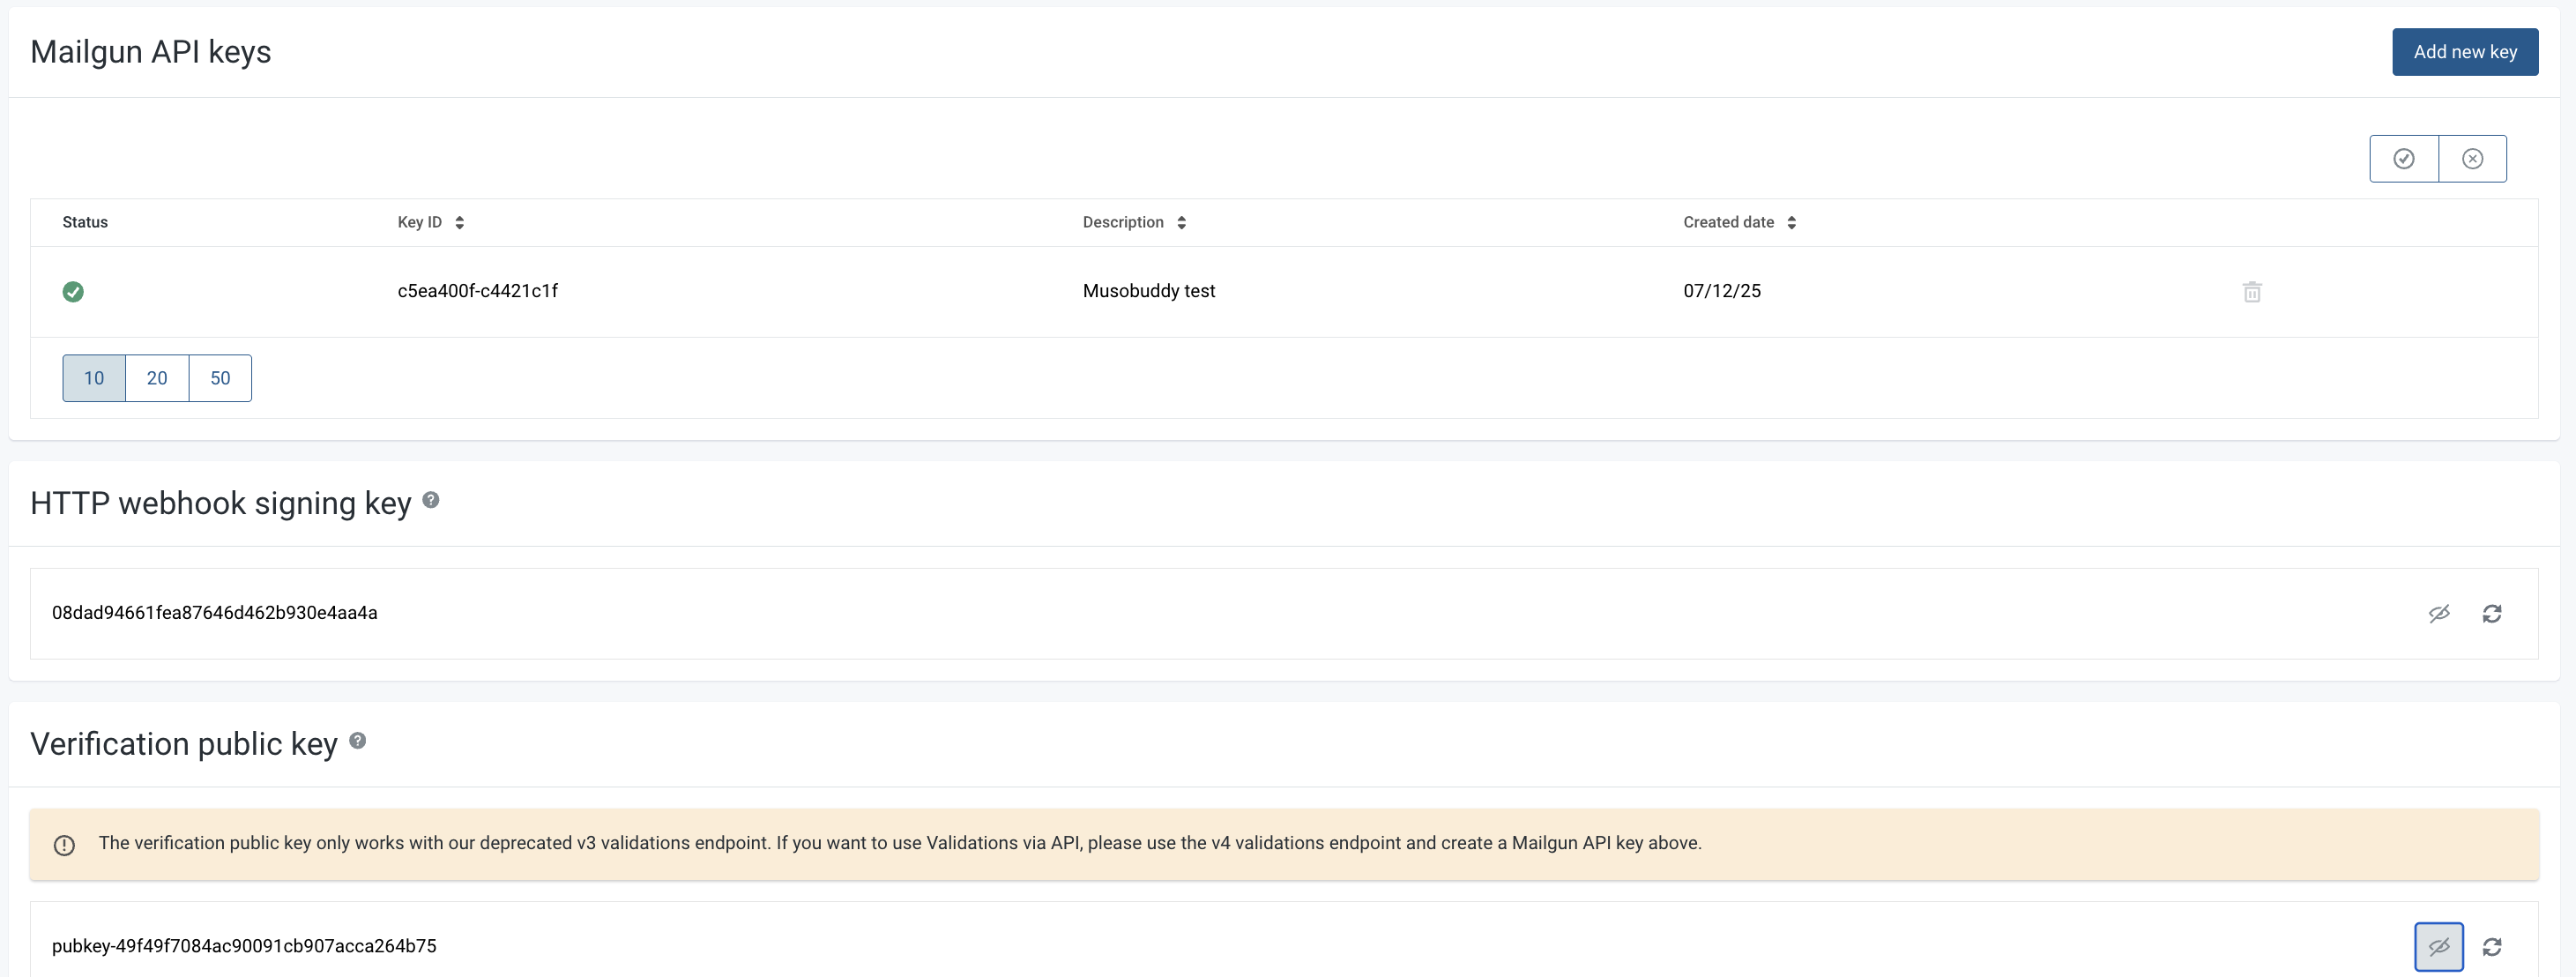 Mailgun API keys
Add new key
Status Key ID Description Created date
c5ea400f-c4421c1f Musobuddy test 07/12/25
10 20 50
HTTP webhook signing key
08dad94661fea87646d462b930e4aa4a
Verification public key
The verification public key only works with our deprecated v3 validations endpoint. If you want to use Validations via API, please use the v4 validations endpoint and create a Mailgun API key above.
pubkey-49f49f7084ac90091cb907acca264b75